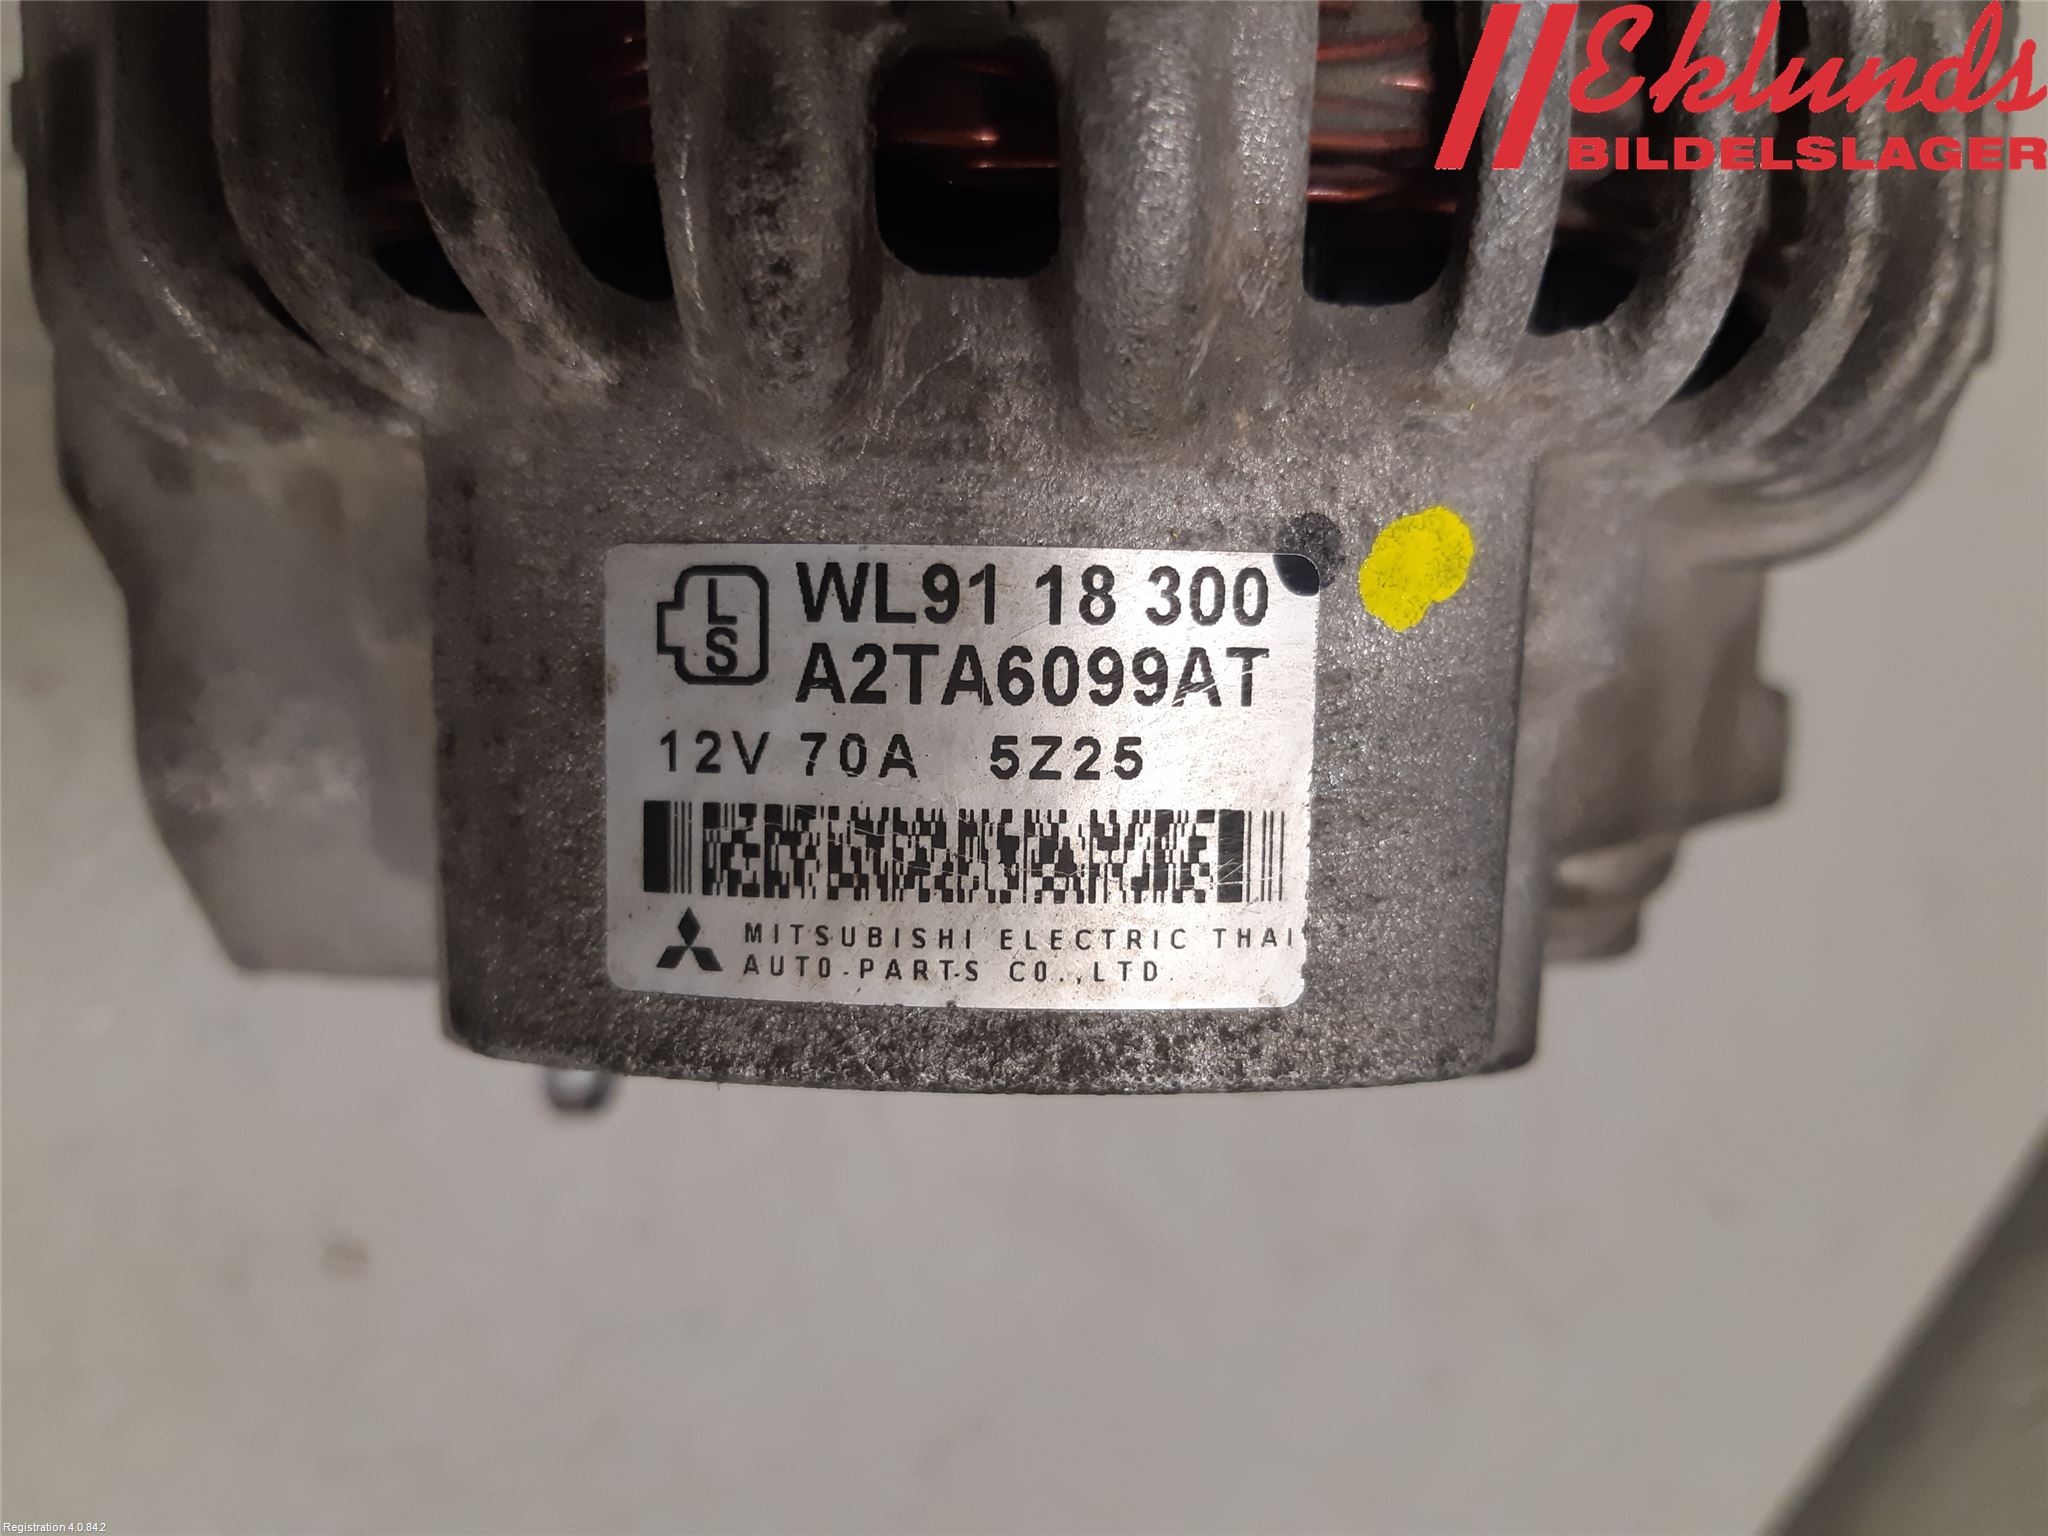 Eklunds
BILDELSLAGER
L
S
WL91 18 300
A2TA6099AT
12V 70A 5Z25
MITSUBISHI ELECTRIC THAI
AUTO-PARTS CO.,LTD.
Registration 4.0.842